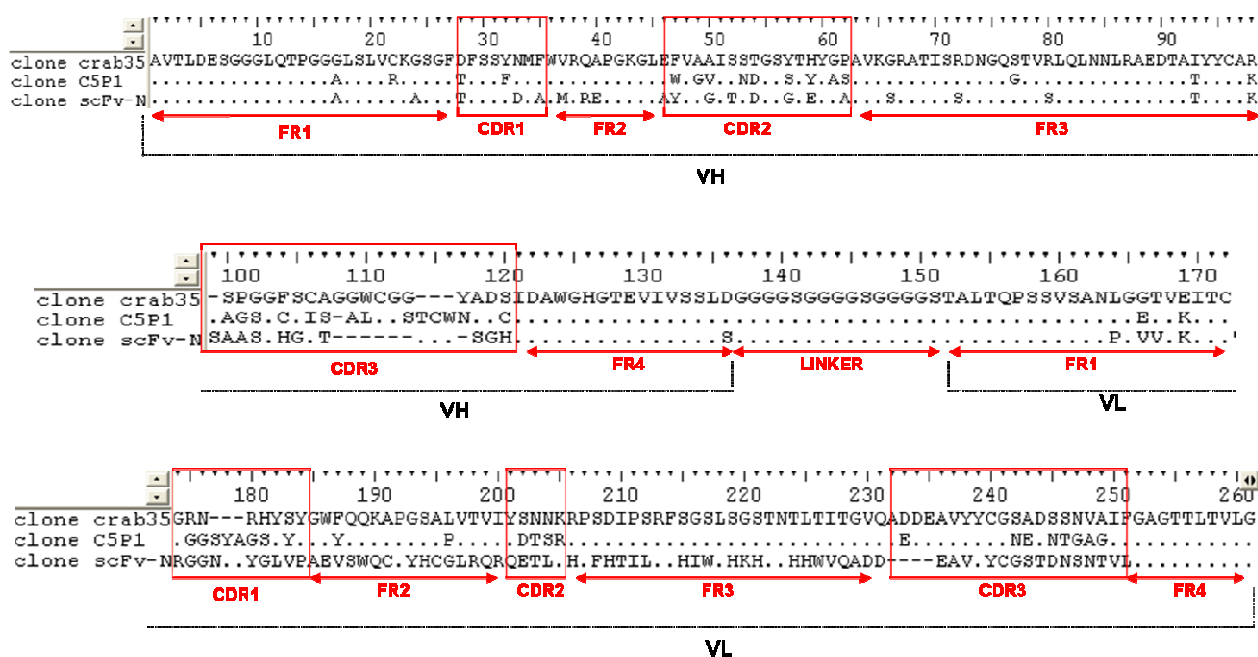 10 20 30 40 50 60 70 80 90
clone crab35 AVTLDESGGGLQTPGGGLSLVCKGSGFDFSSYNMFWVRQAPGKGLEFVAAISSTGSYTHYGPAVKGRATISRDNGQSTVRLQLNNLRAEDTAIYYCAR
clone C5P1 ................A....R.....T...F..............W.GV..ND..S.Y.AS..............G...............T....K
clone scFv-N ................A......A...T....D.A.M.RE.....AY..G.T.D..G.E..A...G.....S.......S............T....K
FR1 CDR1 FR2 CDR2 FR3
VH
100 110 120 130 140 150 160 170
clone crab35 -SPGGFSCAGGWCGG---YADSIDAWGHGTEVIVSSLDGGGGSGGGGSGGGGSTALTQPSSVSANLGGTVEITC
clone C5P1 .AGS.C.IS-AL..STCWN..C.............................................E..K...
clone scFv-N SAAS.HG.T------...-SGH...............S...........................P.VV.K...
CDR3 FR4 LINKER FR1
VH VL
180 190 200 210 220 230 240 250 260
clone crab35 GRN---RHYSYGWFQQKAPGSALVTVIYSNNKRPSDIPSRFSGSLSGSTNTLTITGVQADDEAVYYCGSADSSNVAIFGAGTTLTVLG
clone C5P1 .GGSYAGS.Y...Y........P.....DTSR...........................E.........NE.NTGAG...........
clone scFv-N RGGN..YGLVPAEVSWQC.YHCGLRQRQETL.H.FHTIL..HIW.HKH..HHWVQADD----EAV.YCGSTDNSNTVL..........
CDR1 FR2 CDR2 FR3 CDR3 FR4
VL